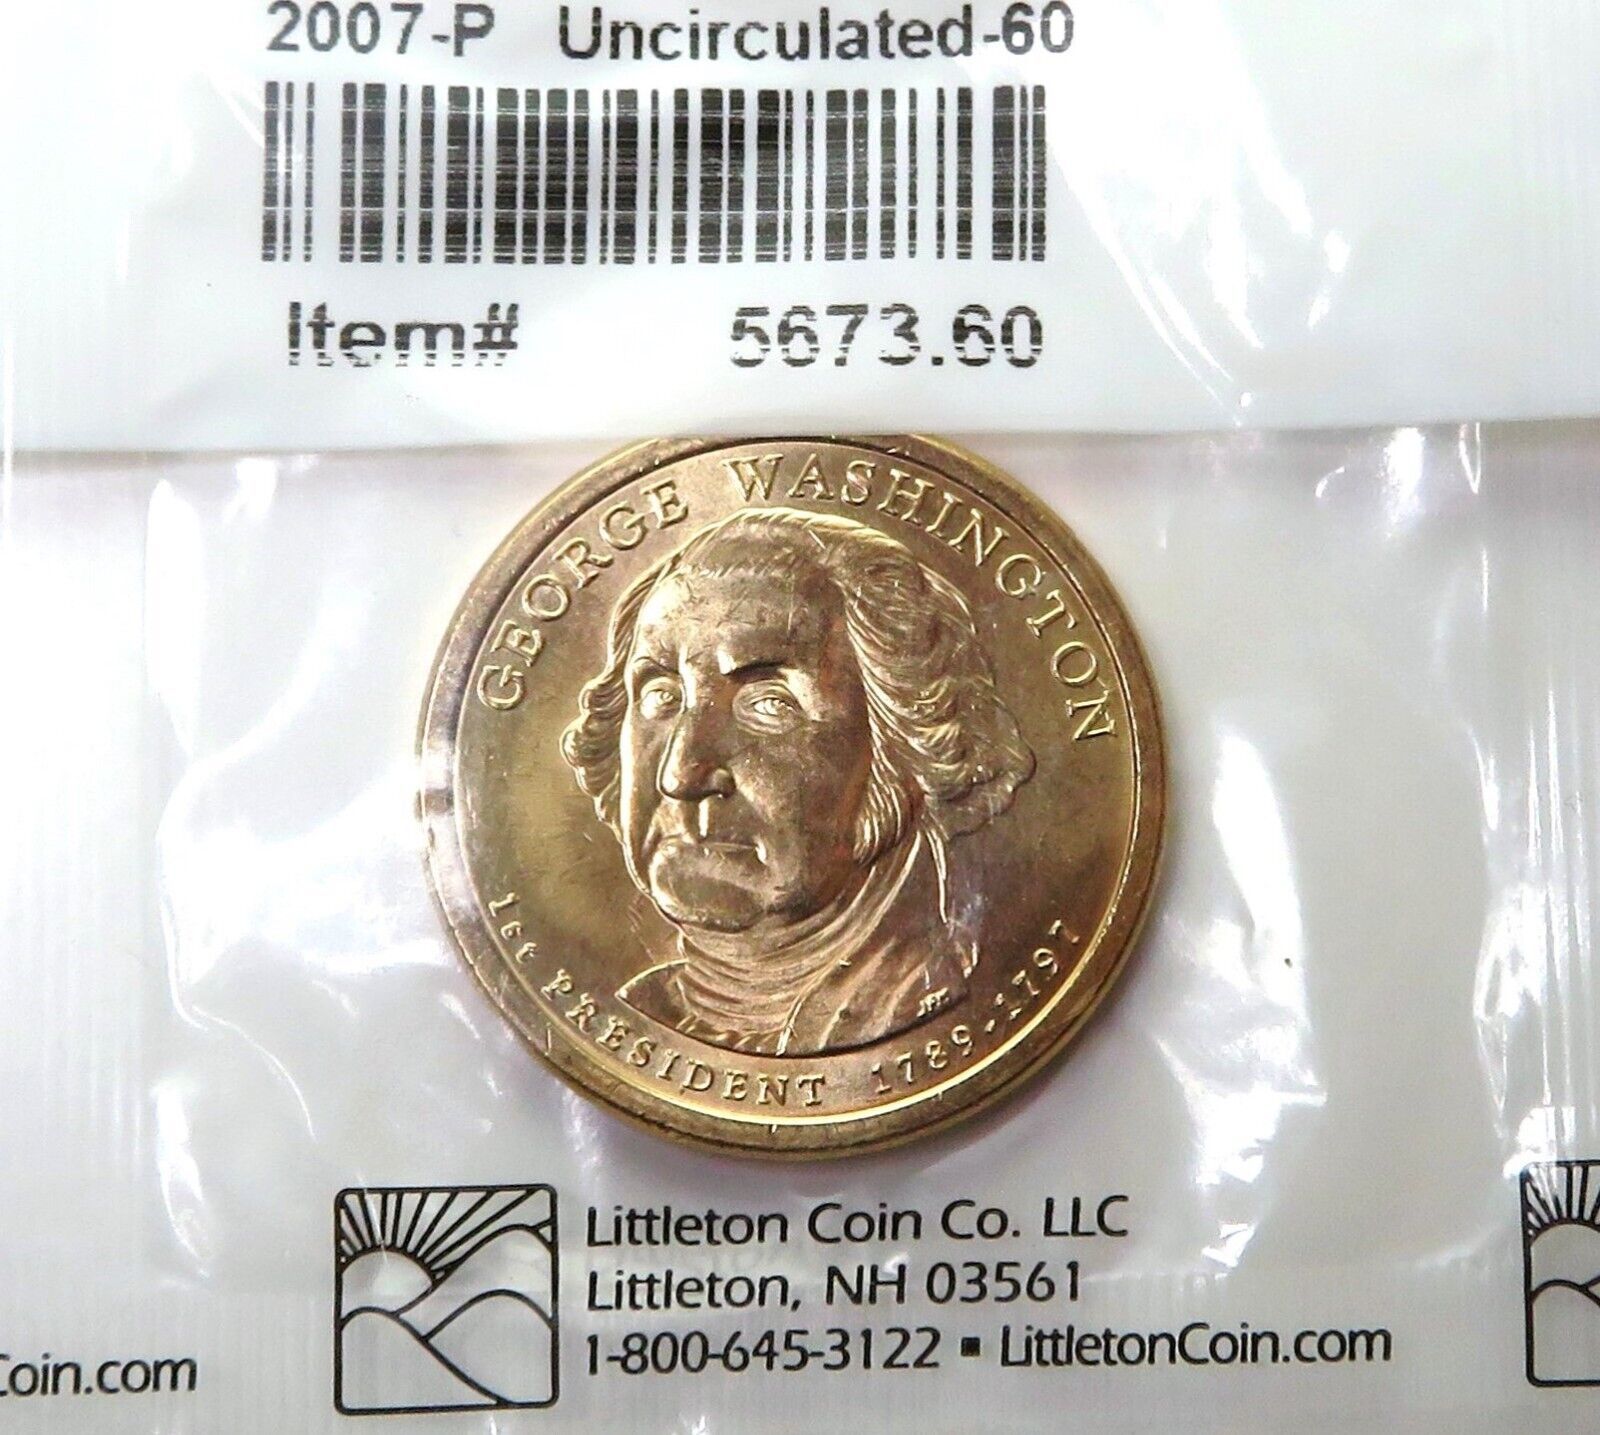 2007-P Uncirculated-60
Item# 5673.60
GEORGE WASHINGTON
1st PRESIDENT 1789-1797
Littleton Coin Co. LLC
Littleton, NH 03561
1-800-645-3122 ▪ LittletonCoin.com
Coin.com